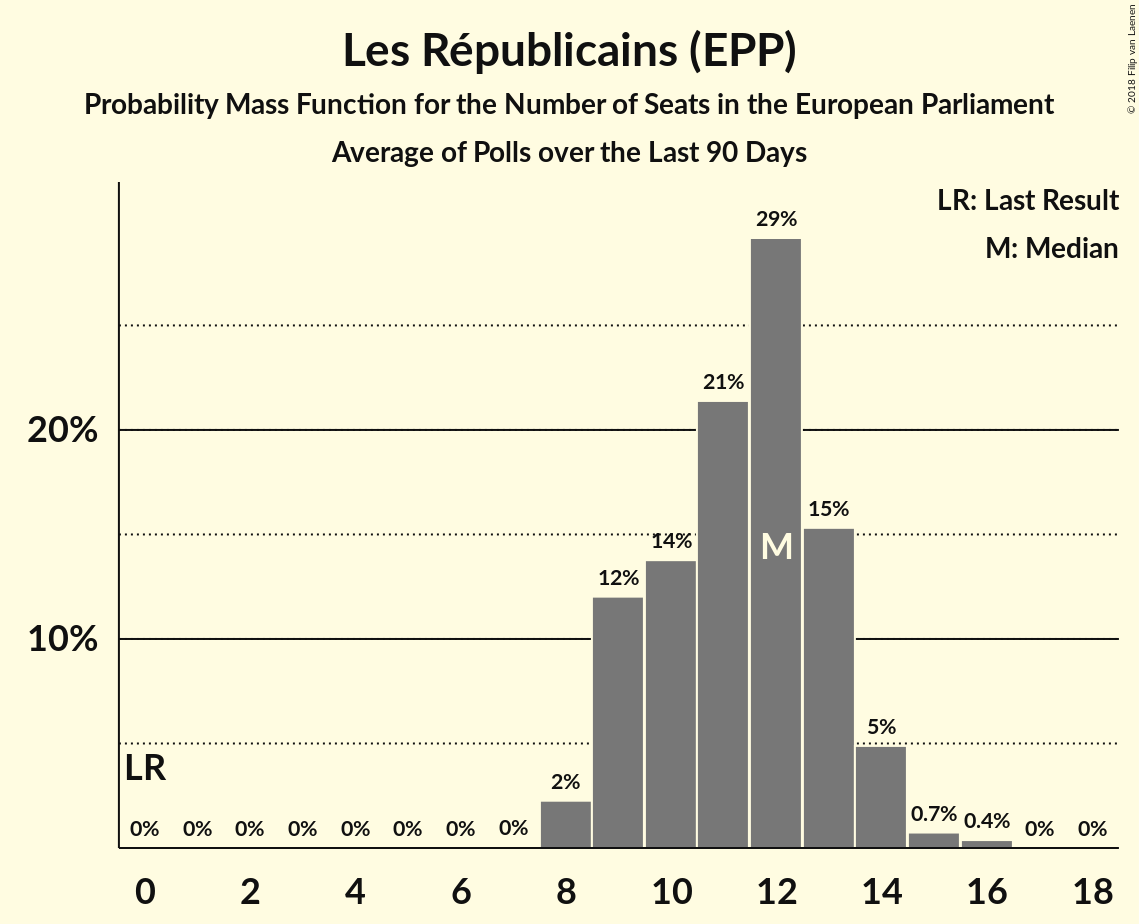 Les Républicains (EPP)
Probability Mass Function for the Number of Seats in the European Parliament
Average of Polls over the Last 90 Days
© 2018 Filip van Laenen
LR: Last Result
M: Median
29%
21%
20%
15%
14%
M
12%
10%
5%
LR
2%
0% 0% 0% 0% 0% 0% 0% 0% 0.7% 0.4% 0% 0%
0 2 4 6 8 10 12 14 16 18